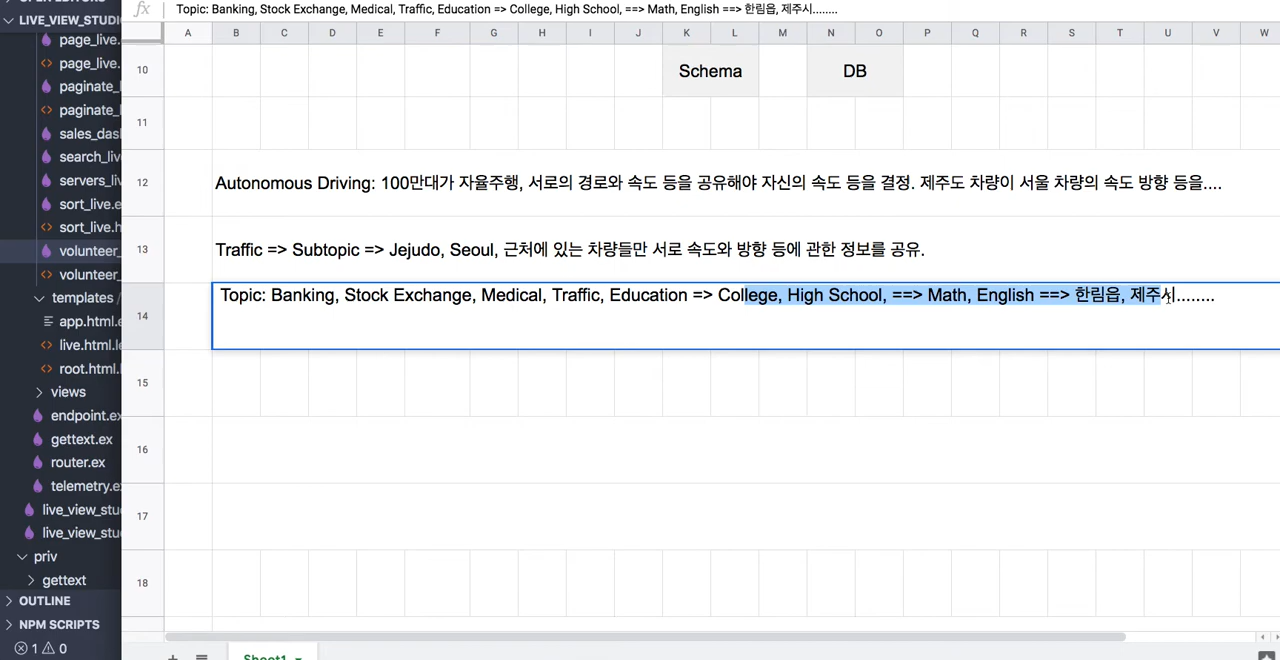 LIVE_VIEW_STUDI
page_live.
page_live.
paginate_l
paginate_l
sales_das
search_liv
servers_liv
sort_live.e
sort_live.h
volunteer_
volunteer_
templates /
app.html.e
live.html.le
root.html.l
views
endpoint.ex
gettext.ex
router.ex
telemetry.ex
live_view_stu
live_view_stu
priv
gettext
OUTLINE
NPM SCRIPTS
1 0
fx Topic: Banking, Stock Exchange, Medical, Traffic, Education => College, High School, ==> Math, English ==> 한림읍, 제주시........
A B C D E F G H I J K L M N O P Q R S T U V W
10 Schema DB
11
12 Autonomous Driving: 100만대가 자율주행, 서로의 경로와 속도 등을 공유해야 자신의 속도 등을 결정. 제주도 차량이 서울 차량의 속도 방향 등을....
13 Traffic => Subtopic => Jejudo, Seoul, 근처에 있는 차량들만 서로 속도와 방향 등에 관한 정보를 공유.
14 Topic: Banking, Stock Exchange, Medical, Traffic, Education => College, High School, ==> Math, English ==> 한림읍, 제주시........
15
16
17
18
Sheet1